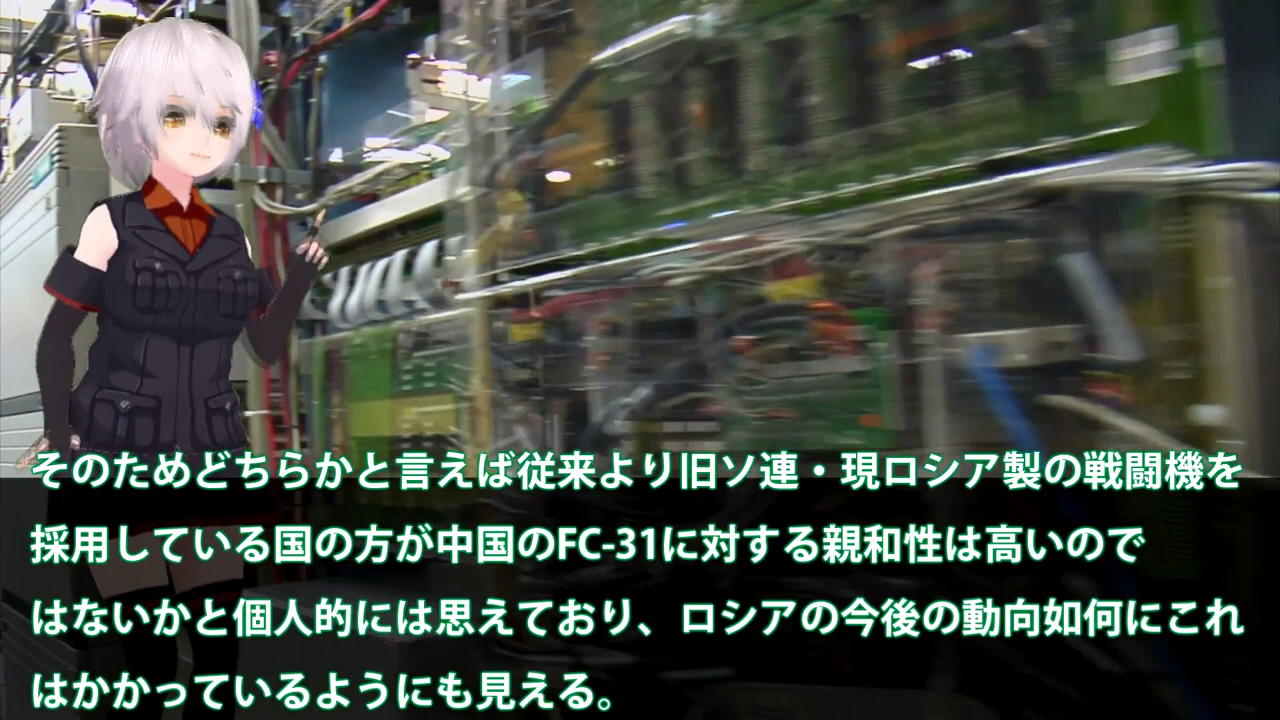 そのためどちらかと言えば従来より旧ソ連・現ロシア製の戦闘機を
採用している国の方が中国のFC-31に対する親和性は高いので
はないかと個人的には思えており、ロシアの今後の動向如何にこれ
はかかっているようにも見える。